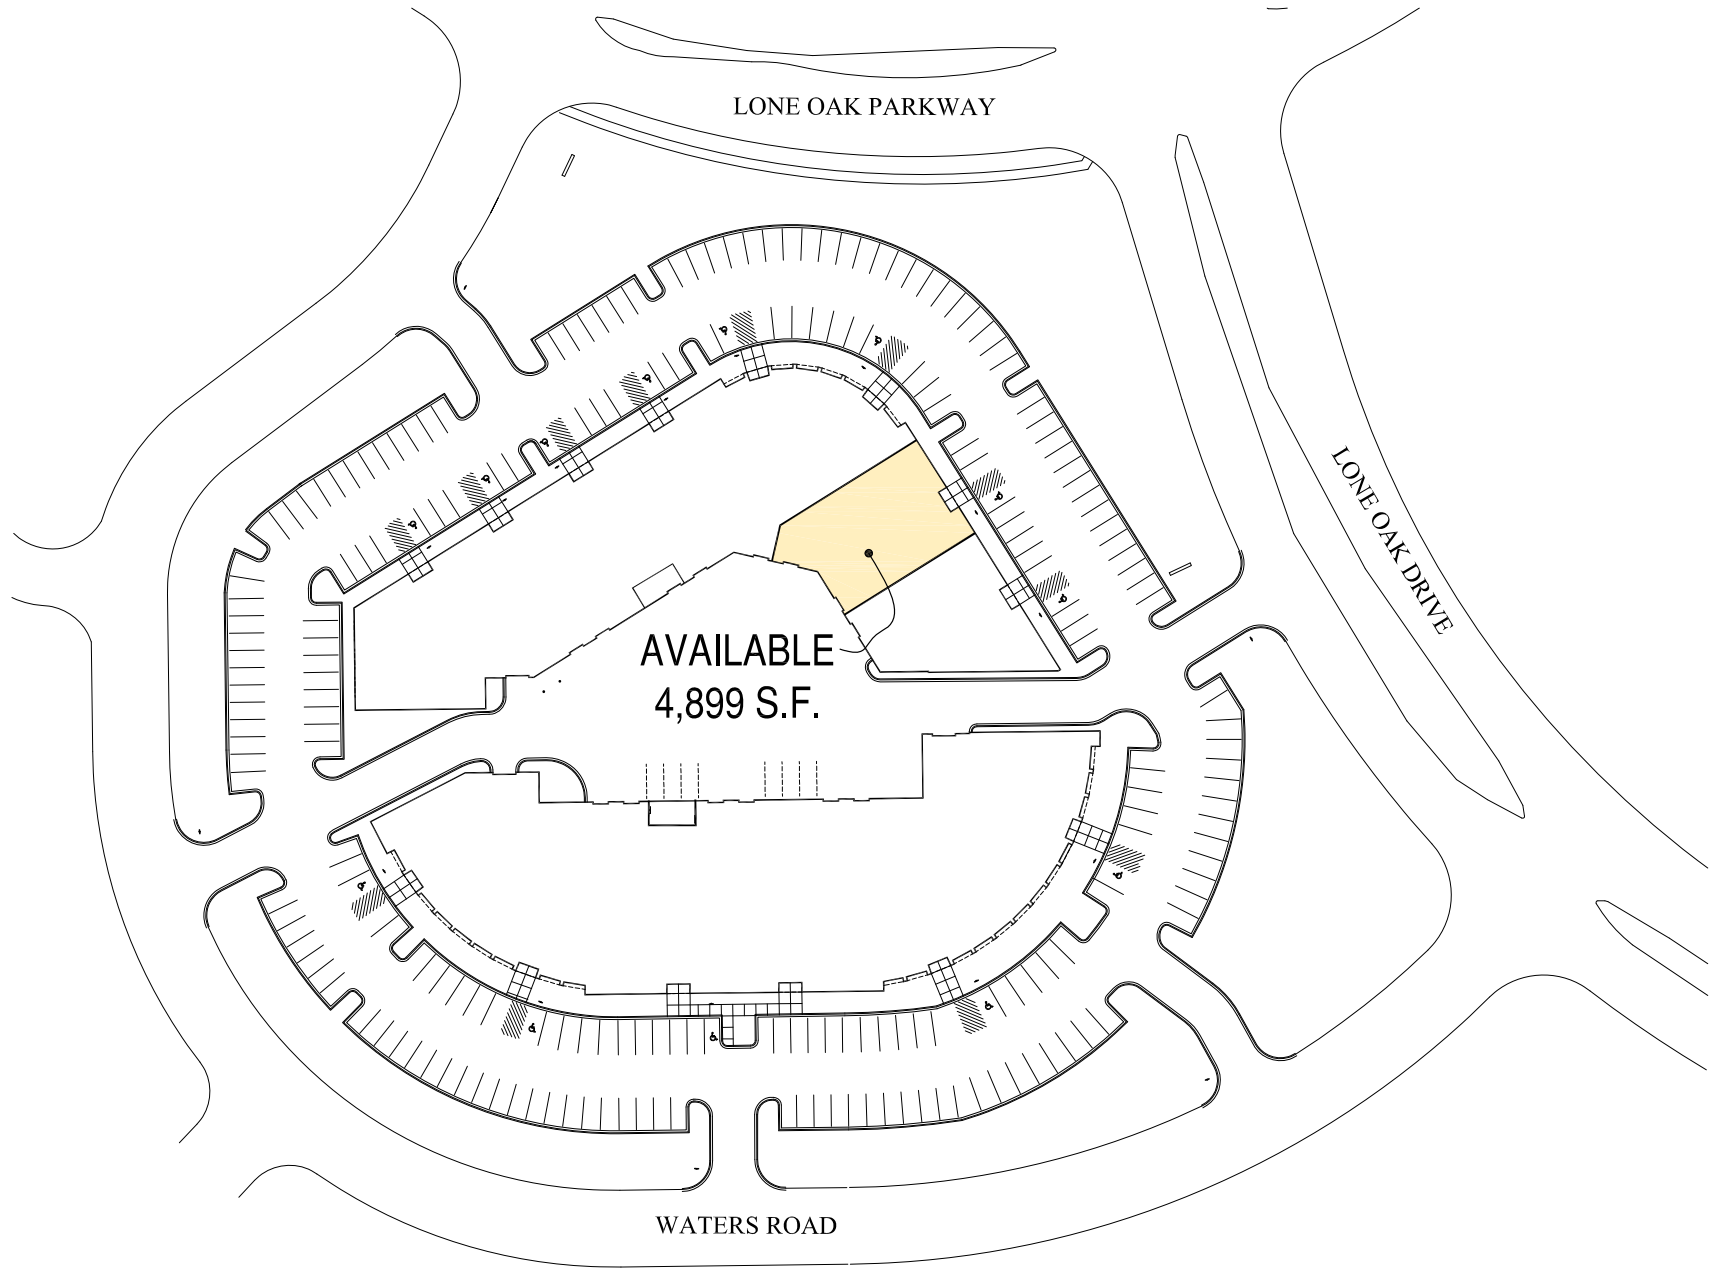 LONE OAK PARKWAY
LONE OAK DRIVE
AVAILABLE
4,899 S.F.
WATERS ROAD